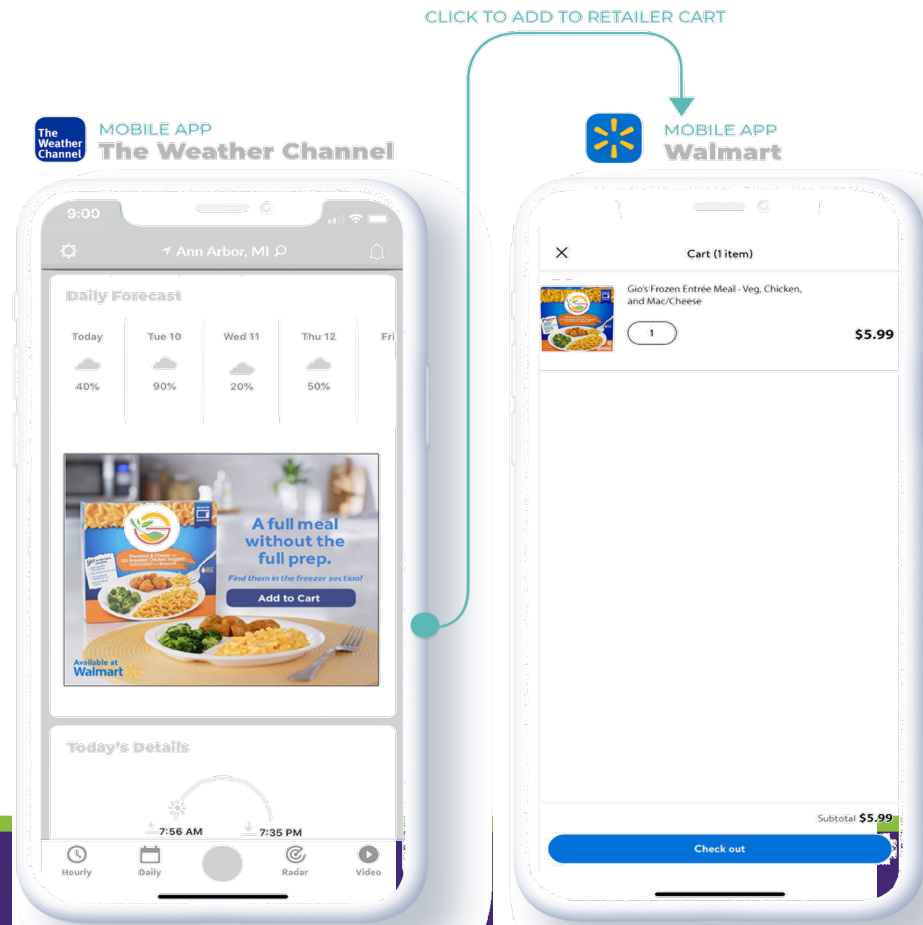 CLICK TO ADD TO RETAILER CART
The
Weather
Channel
MOBILE APP
The Weather Channel
9:00
Ann Arbor, MI
Daily Forecast
Today
Tue 10
Wed 11
Thu 12
Fri
40%
90%
20%
50%
A full meal
without the
full prep.
Find them in the freezer section!
Add to Cart
Available at
Walmart
Today's Details
7:56 AM
7:35 PM
Hourly
Daily
Radar
Video
MOBILE APP
Walmart
Cart (1 item)
Gio's Frozen Entrée Meal - Veg, Chicken,
and Mac/Cheese
1
$5.99
Subtotal $5.99
Check out